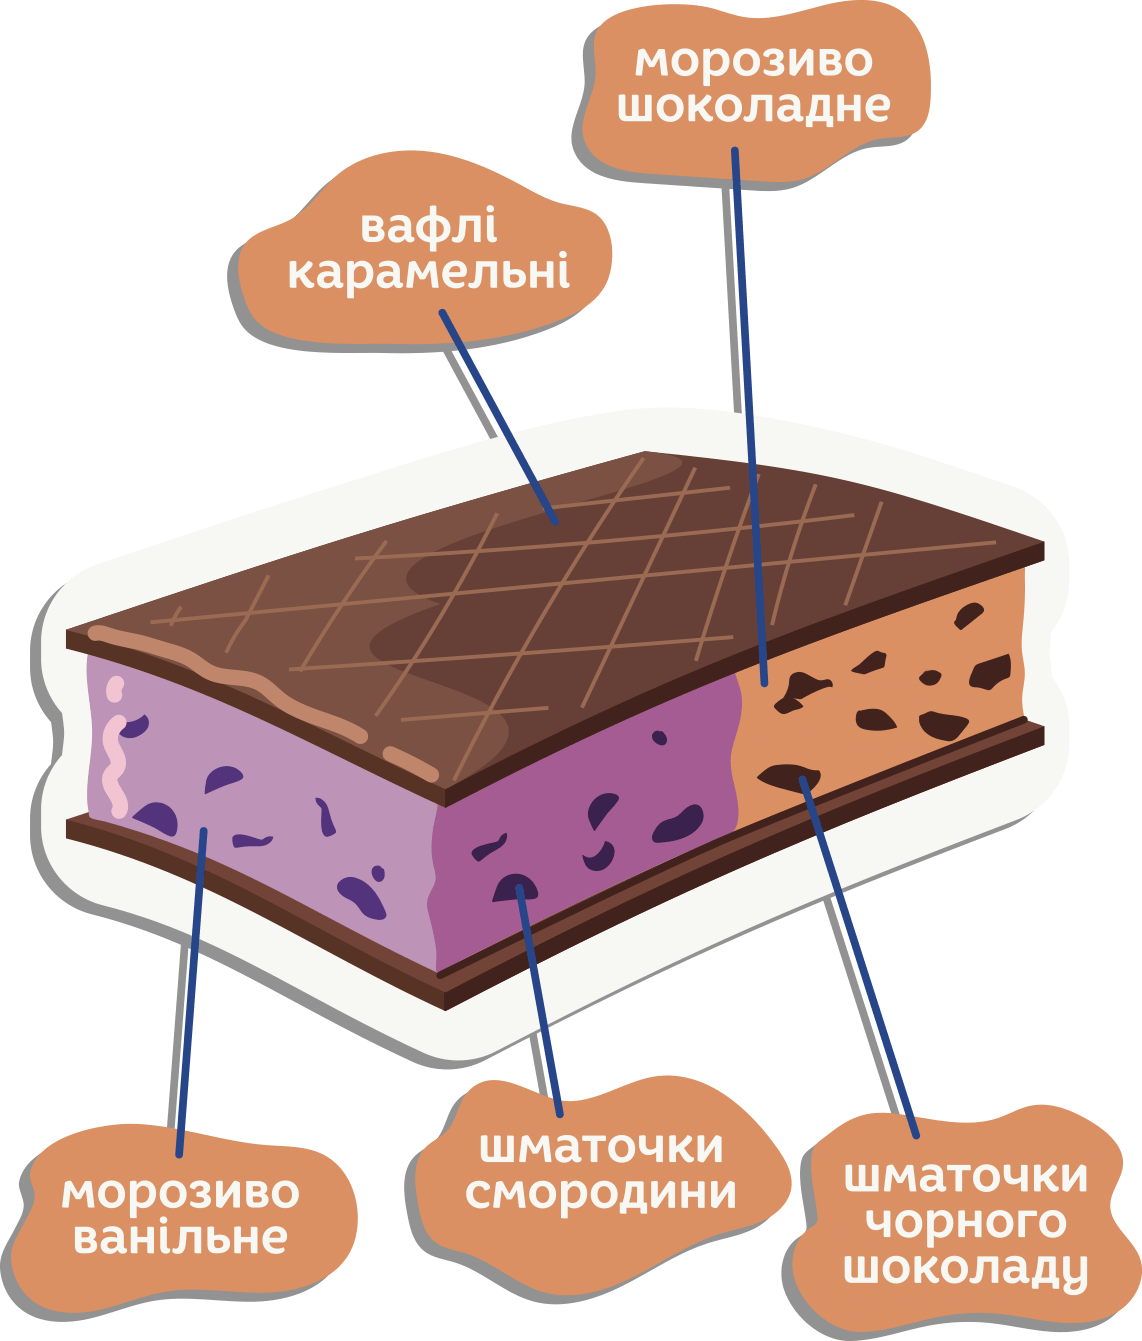 морозиво
шоколадне
вафлі
карамельні
морозиво
ванільне
шматочки
смородини
шматочки
чорного
шоколаду